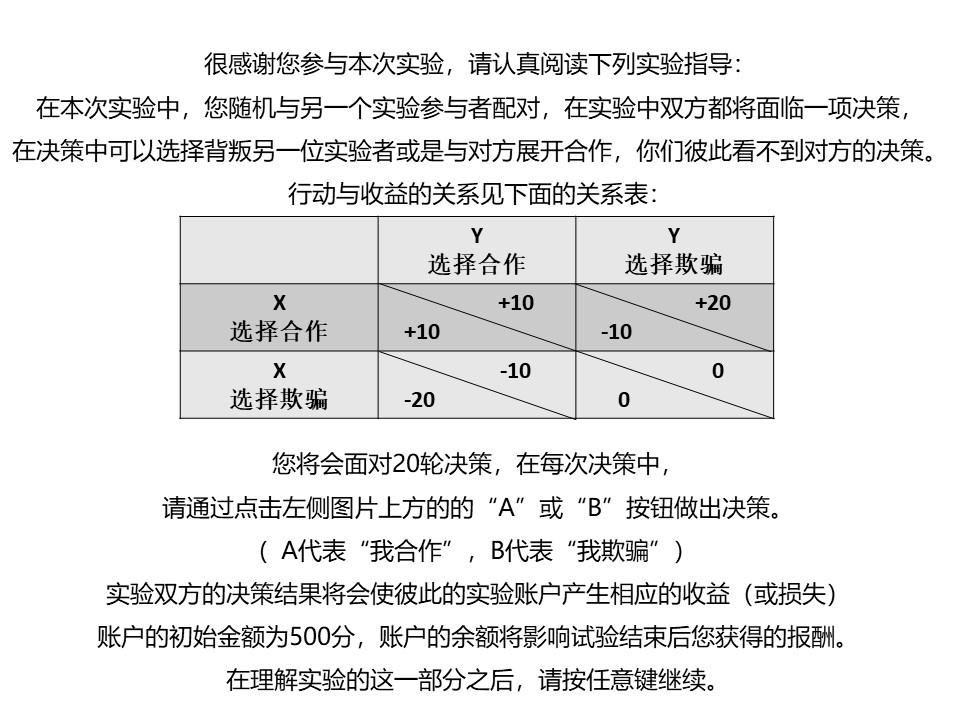 很感谢您参与本次实验，请认真阅读下列实验指导：
在本次实验中，您随机与另一个实验参与者配对，在实验中双方都将面临一项决策，
在决策中可以选择背叛另一位实验者或是与对方展开合作，你们彼此看不到对方的决策。
行动与收益的关系见下面的关系表：
Y Y
选择合作 选择欺骗
X +10 +20
选择合作 +10 -10
X -10 0
选择欺骗 -20 0
您将会面对20轮决策，在每次决策中，
请通过点击左侧图片上方的的“A”或“B”按钮做出决策。
（ A代表“我合作”，B代表“我欺骗”）
实验双方的决策结果将会使彼此的实验账户产生相应的收益（或损失）
账户的初始金额为500分，账户的余额将影响试验结束后您获得的报酬。
在理解实验的这一部分之后，请按任意键继续。